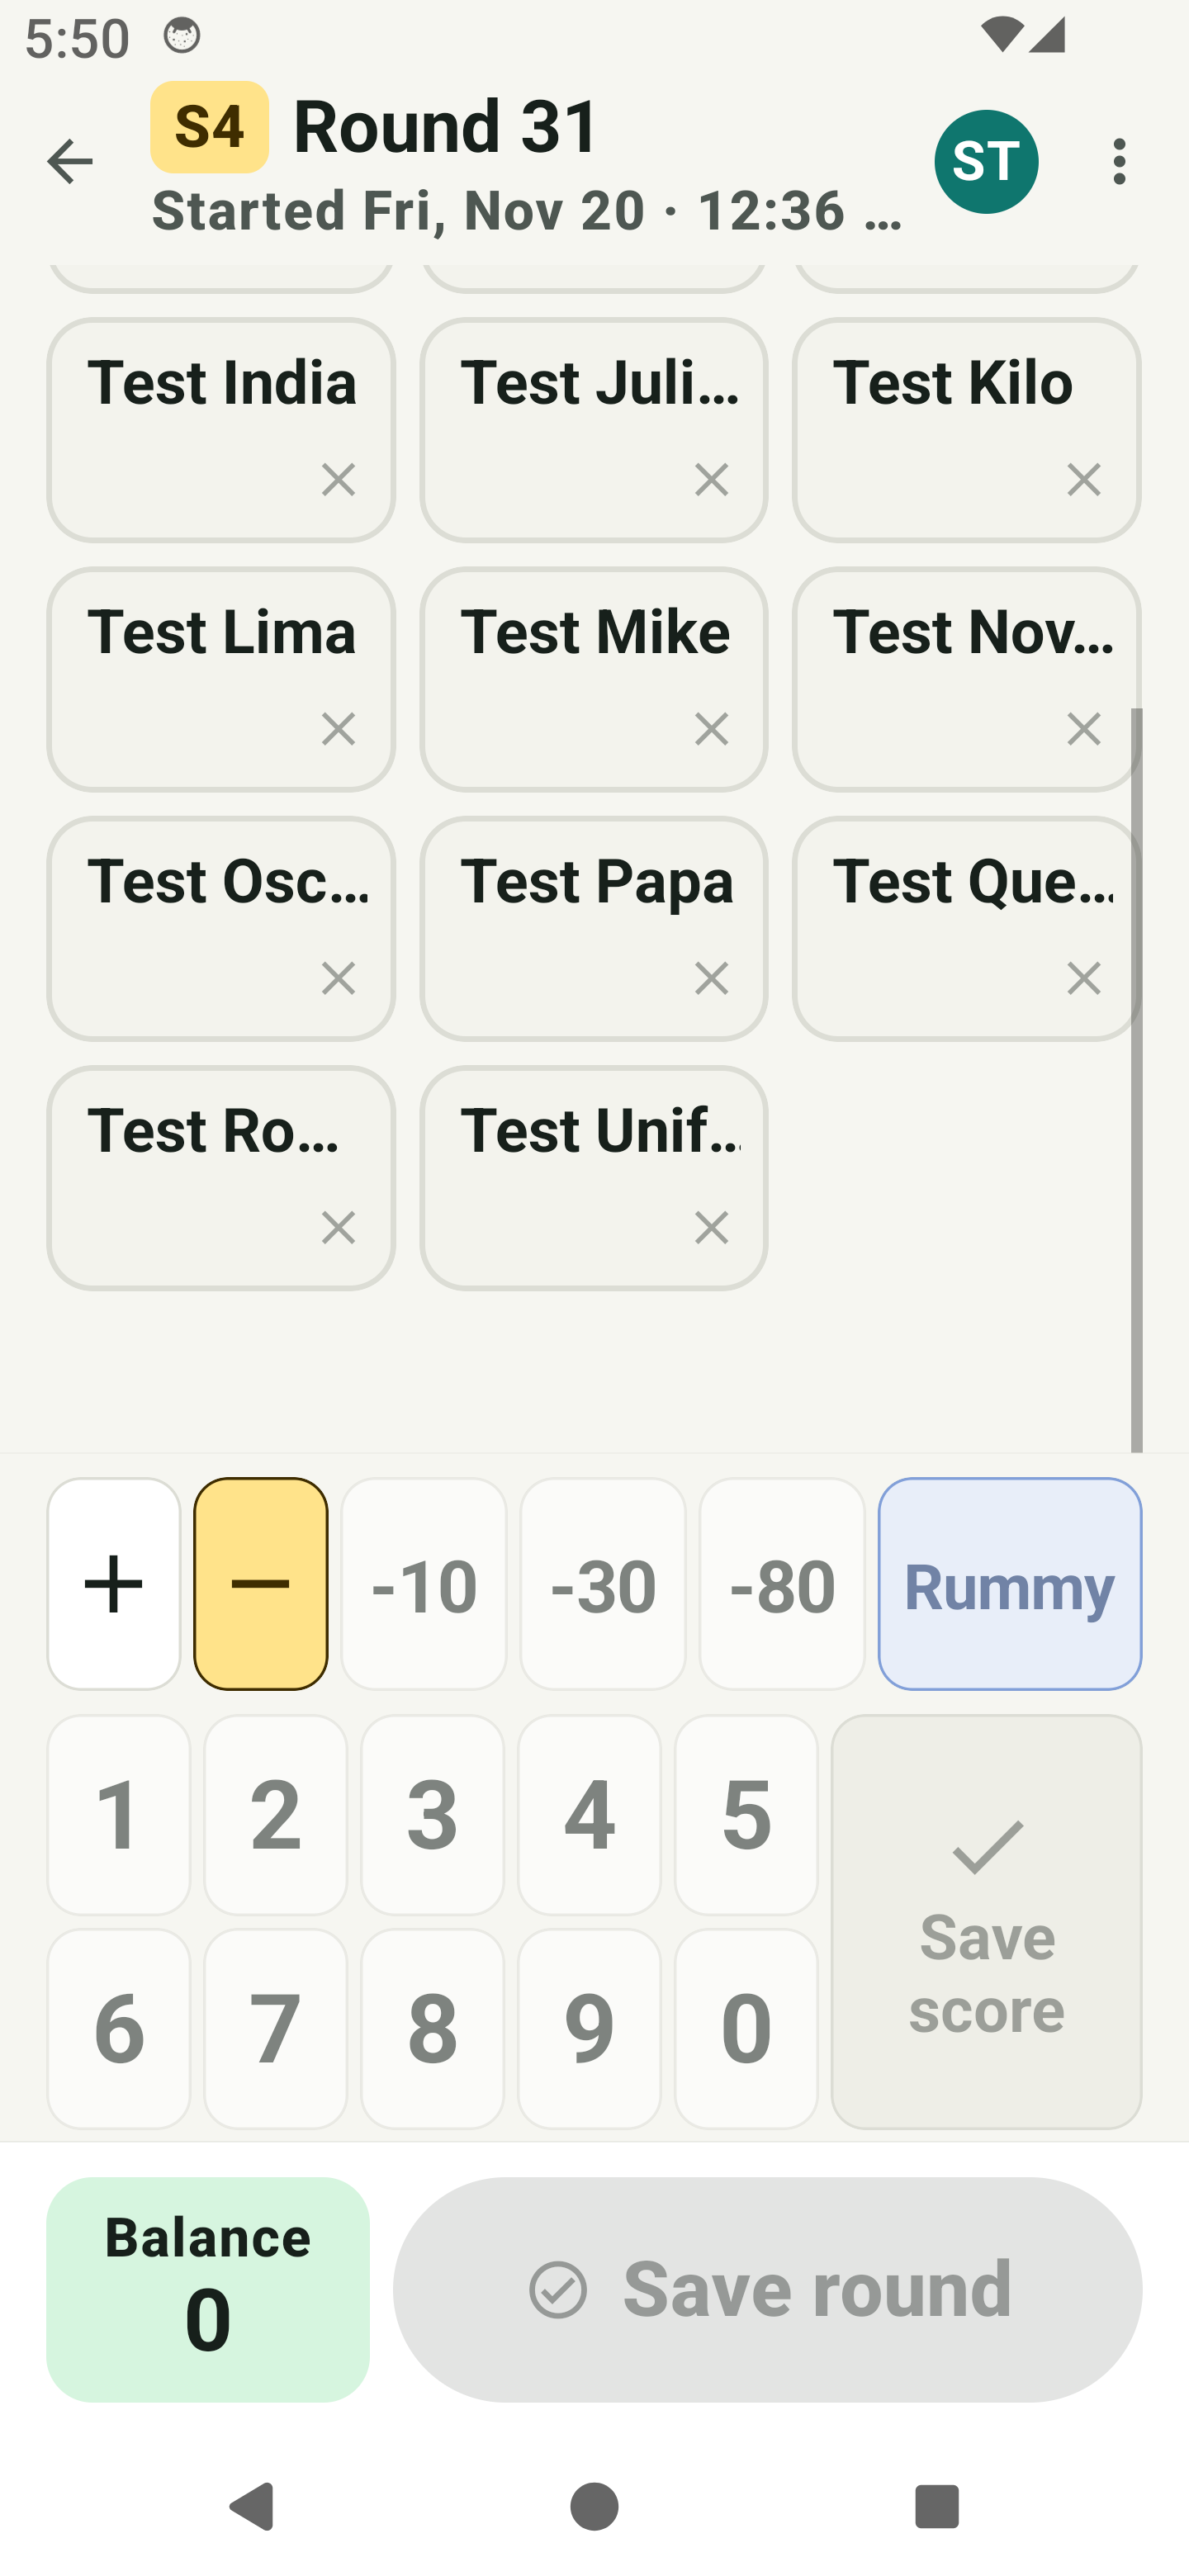 5:50
S4 Round 31
ST
Started Fri, Nov 20 · 12:36 …
Test India
Test Juli…
Test Kilo
Test Lima
Test Mike
Test Nov…
Test Osc…
Test Papa
Test Que…
Test Ro…
Test Unif…
+ − -10 -30 -80 Rummy
1 2 3 4 5
6 7 8 9 0
Save
score
Balance
0
Save round